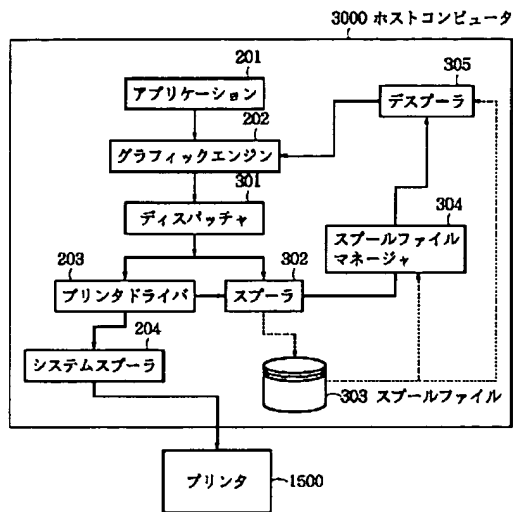 3000 ホストコンピュータ
201
アプリケーション
305
デスプーラ
202
グラフィックエンジン
301
ディスパッチャ
304
スプールファイル
マネージャ
203
プリンタドライバ
302
スプーラ
204
システムスプーラ
303 スプールファイル
プリンタ
1500